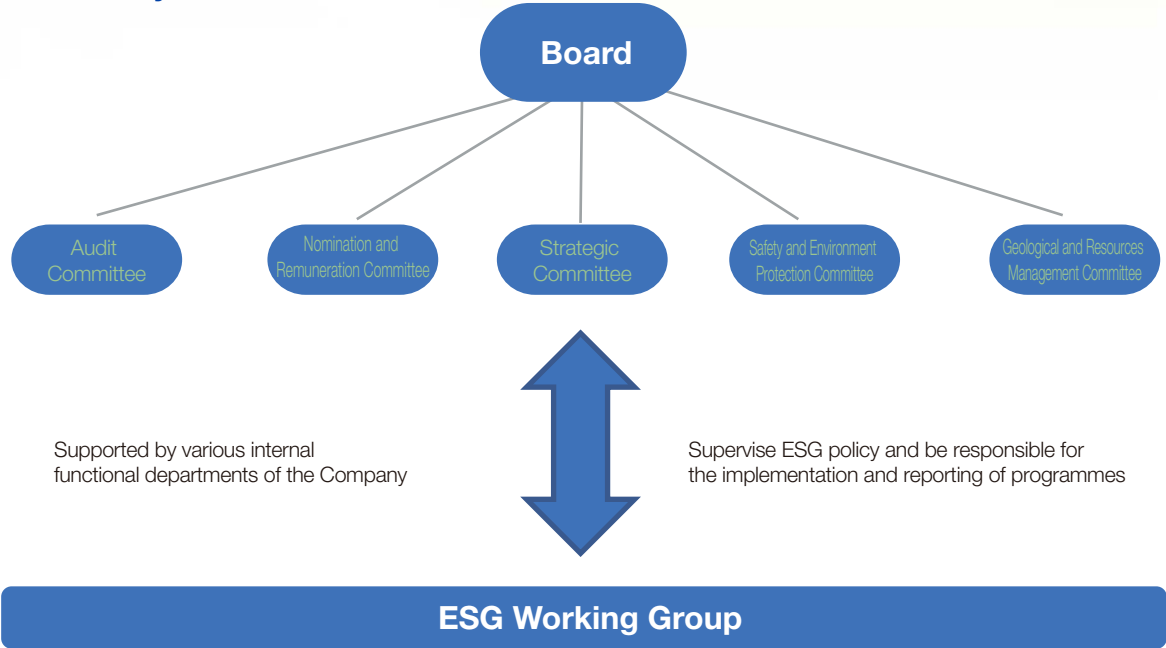 Board
Audit
Committee
Nomination and
Remuneration Committee
Strategic
Committee
Safety and Environment
Protection Committee
Geological and Resources
Management Committee
Supported by various internal
functional departments of the Company
Supervise ESG policy and be responsible for
the implementation and reporting of programmes
ESG Working Group